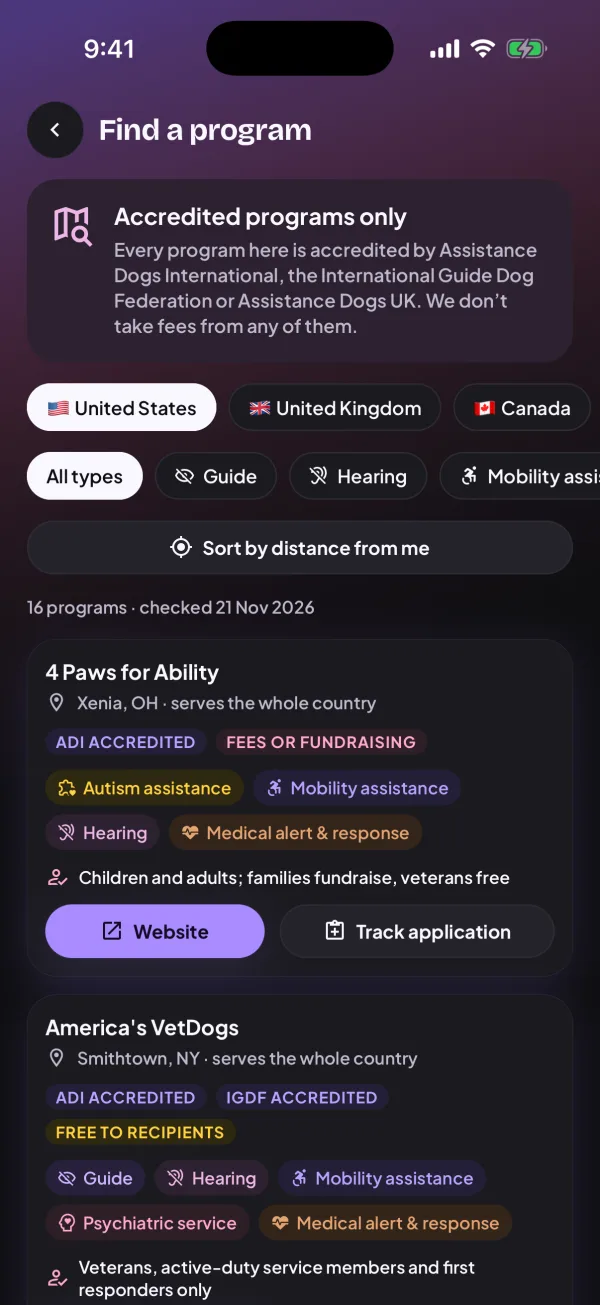 9:41
Find a program
Accredited programs only
Every program here is accredited by Assistance
Dogs International, the International Guide Dog
Federation or Assistance Dogs UK. We don’t
take fees from any of them.
🇺🇸 United States 🇬🇧 United Kingdom 🇨🇦 Canada
All types Guide Hearing Mobility assi
Sort by distance from me
16 programs · checked 21 Nov 2026
4 Paws for Ability
Xenia, OH · serves the whole country
ADI ACCREDITED FEES OR FUNDRAISING
Autism assistance Mobility assistance
Hearing Medical alert & response
Children and adults; families fundraise, veterans free
Website Track application
America's VetDogs
Smithtown, NY · serves the whole country
ADI ACCREDITED IGDF ACCREDITED
FREE TO RECIPIENTS
Guide Hearing Mobility assistance
Psychiatric service Medical alert & response
Veterans, active-duty service members and first
responders only